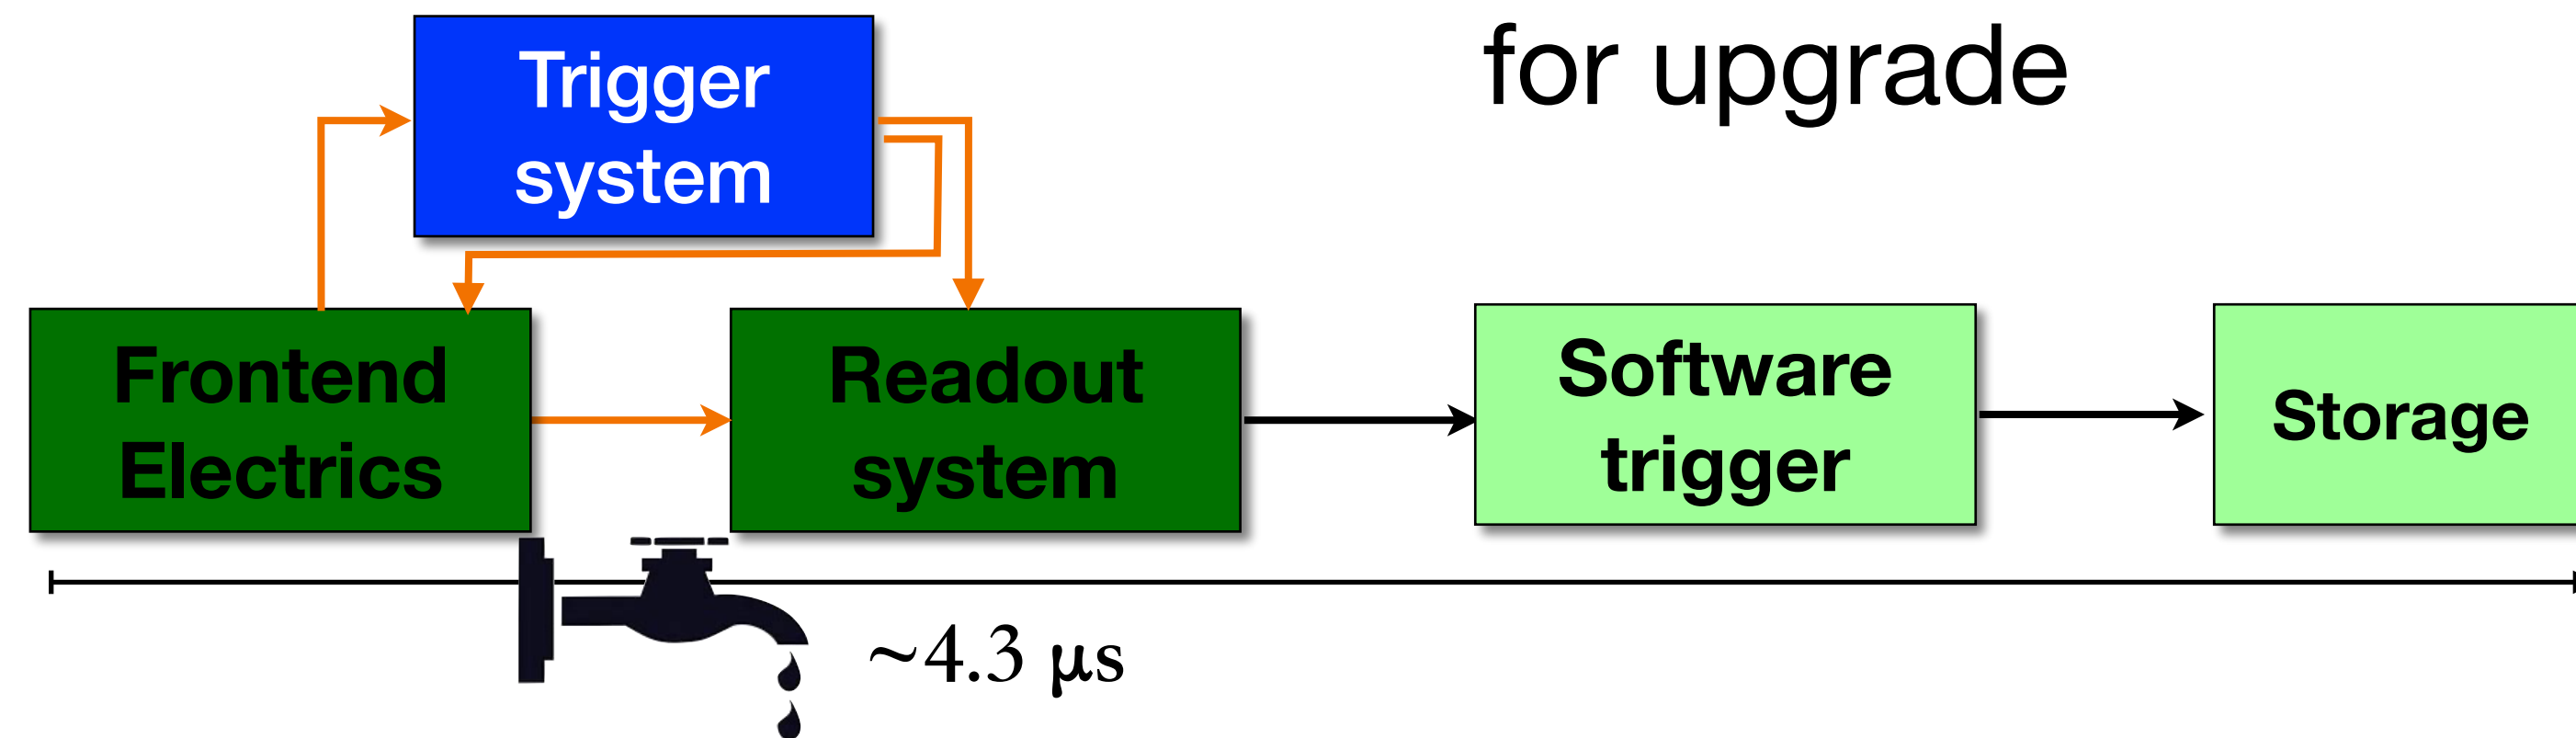 Trigger
system
for upgrade
Frontend
Electrics
Readout
system
Software
trigger
Storage
~4.3 μs